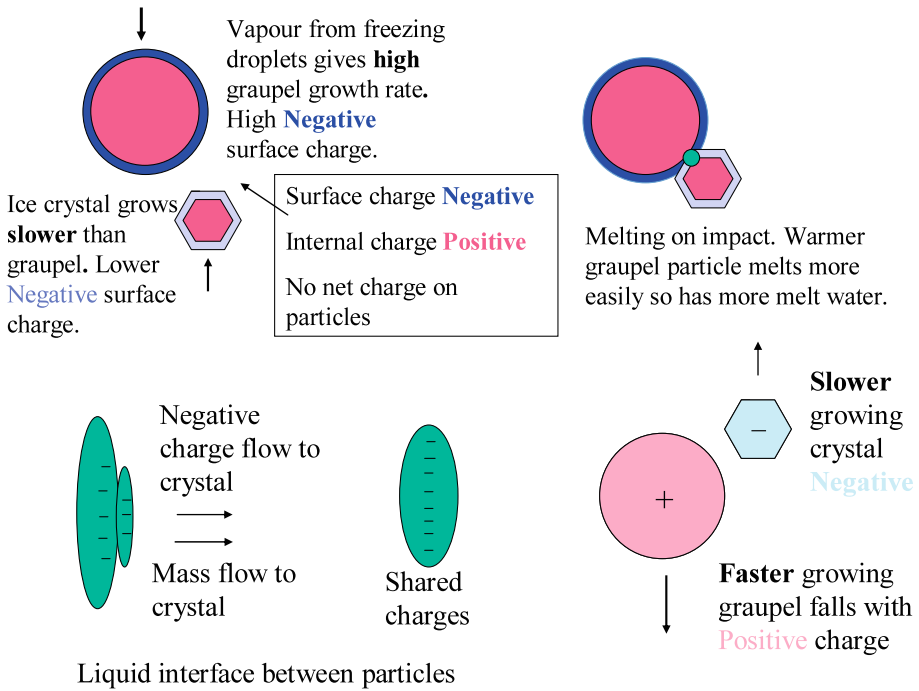 Vapour from freezing
droplets gives high
graupel growth rate.
High Negative
surface charge.
Ice crystal grows
slower than
graupel. Lower
Negative surface
charge.
Surface charge Negative
Internal charge Positive
No net charge on
particles
Melting on impact. Warmer
graupel particle melts more
easily so has more melt water.
Negative
charge flow to
crystal
Mass flow to
crystal
Shared
charges
Liquid interface between particles
Slower
growing
crystal
Negative
−
+
Faster growing
graupel falls with
Positive charge